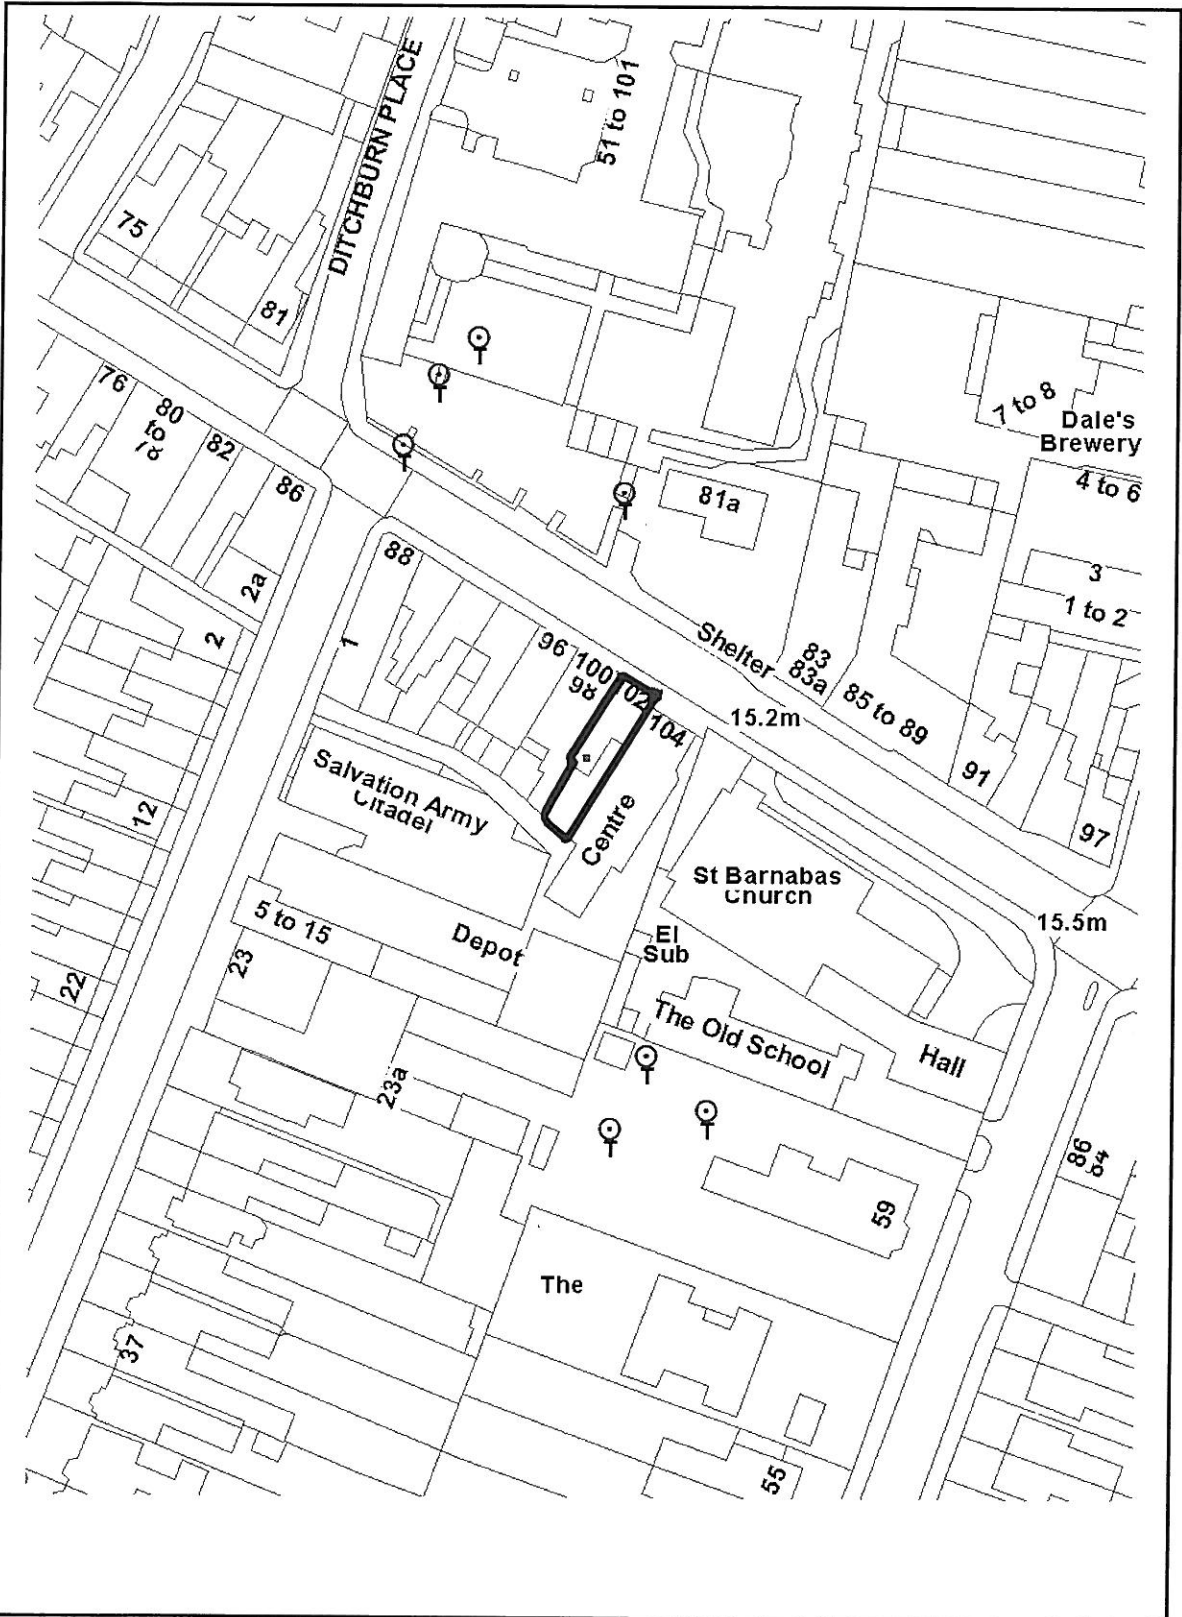 DITCHBURN PLACE
51 to 101
75
81
76
80
to
78
82
86
2a
2
1
88
96
100
98
102
104
7 to 8
Dale's
Brewery
4 to 6
3
1 to 2
81a
Shelter
83
83a
85 to 89
15.2m
91
97
15.5m
Salvation Army
Citadel
Centre
St Barnabas
Church
12
5 to 15
Depot
El
Sub
23
22
The Old School
Hall
23a
86
84
59
The
37
55